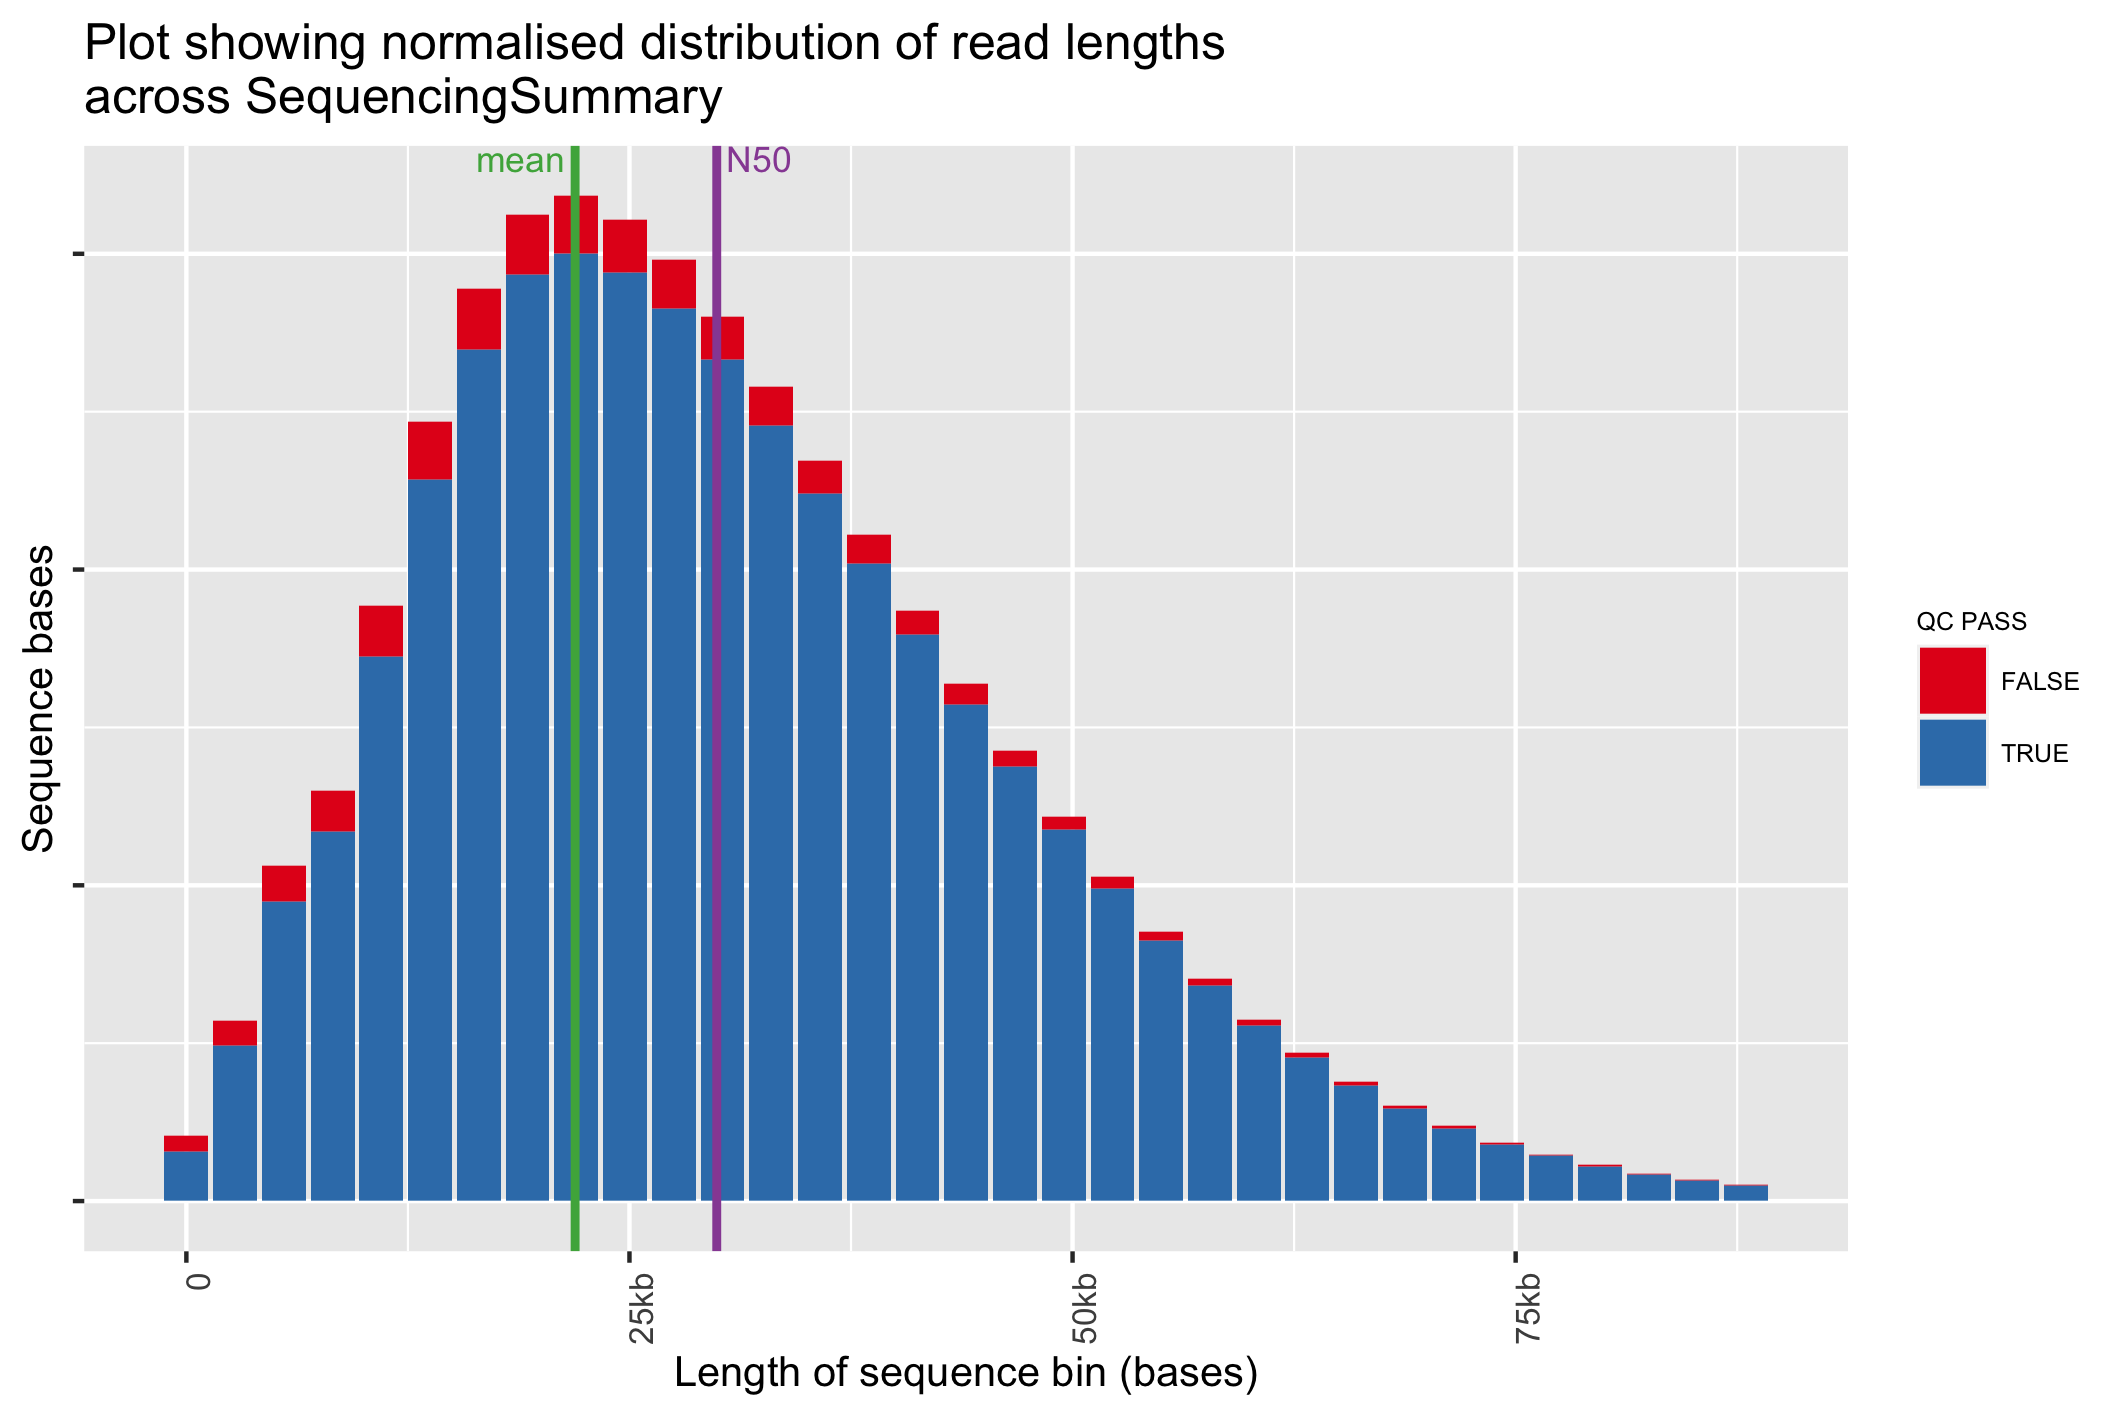 Plot showing normalised distribution of read lengths
across SequencingSummary
mean
N50
Sequence bases
0
25kb
50kb
75kb
Length of sequence bin (bases)
QC PASS
FALSE
TRUE